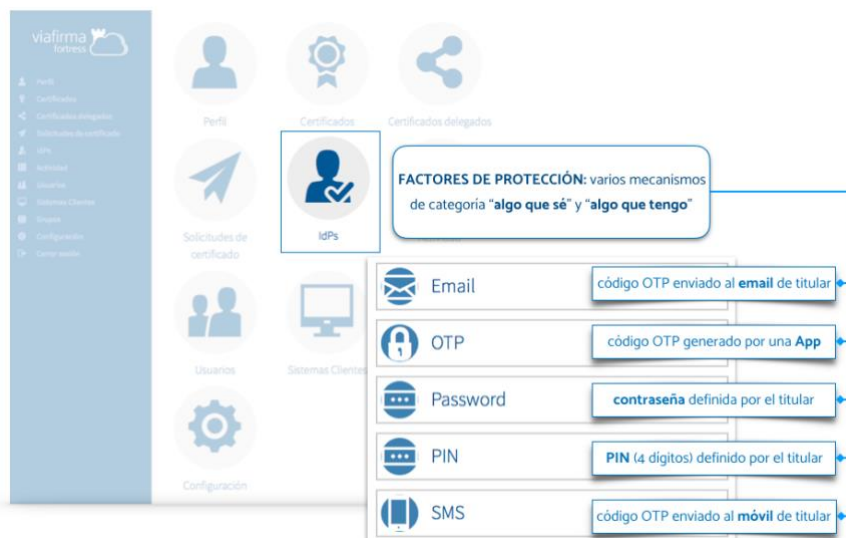 viafirma
fortress
Perfil
Certificados
Certificados delegados
Solicitudes de certificado
IdPs
Actividad
Usuarios
Sistemas Clientes
Grupos
Configuración
Cerrar sesión
Perfil
Certificados
Certificados delegados
Solicitudes de
certificado
IdPs
FACTORES DE PROTECCIÓN: varios mecanismos
de categoría “algo que sé” y “algo que tengo”
Usuarios
Sistemas Clientes
Configuración
Email
código OTP enviado al email de titular
OTP
código OTP generado por una App
Password
contraseña definida por el titular
PIN
PIN (4 dígitos) definido por el titular
SMS
código OTP enviado al móvil de titular